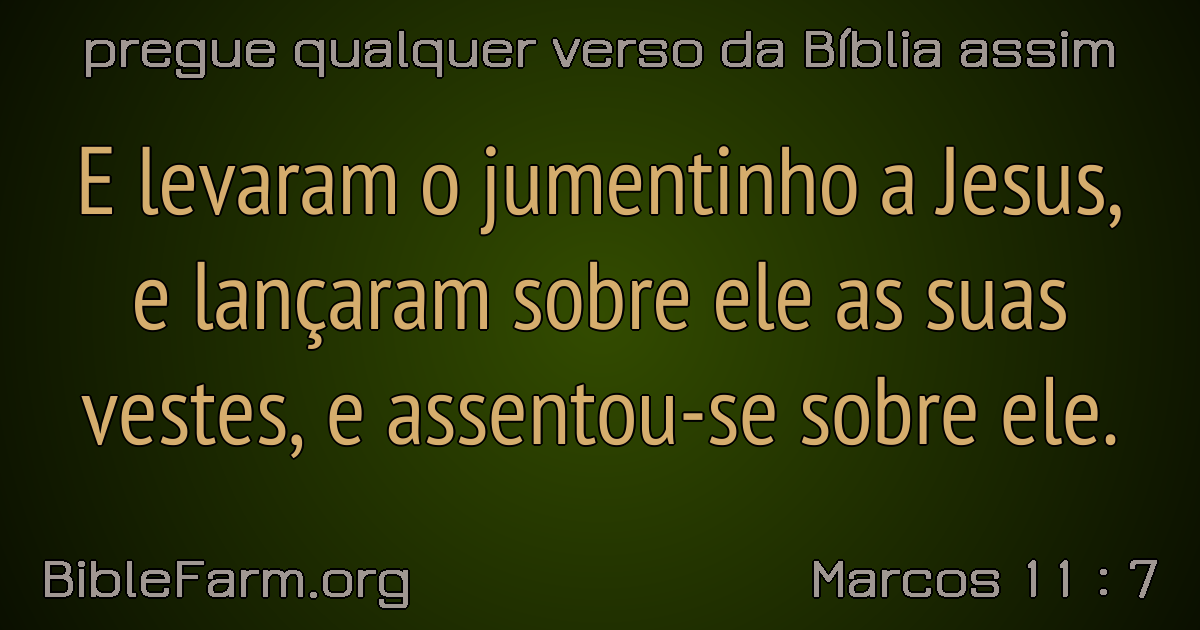 pregue qualquer verso da Bíblia assim
E levaram o jumentinho a Jesus,
e lançaram sobre ele as suas
vestes, e assentou-se sobre ele.
BibleFarm.org
Marcos 11 : 7